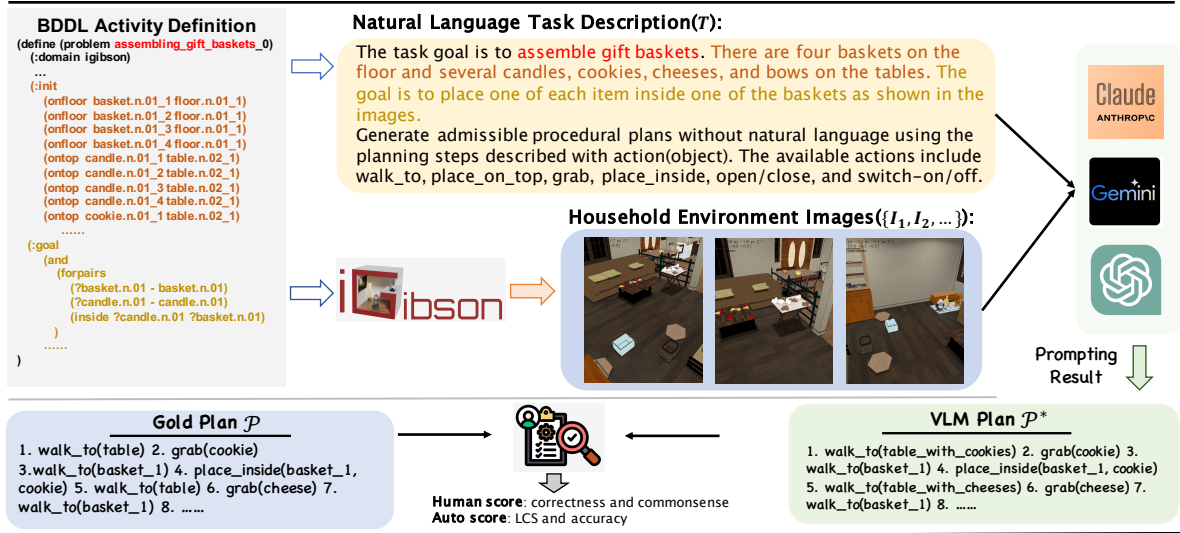 BDDL Activity Definition
(define (problem assembling_gift_baskets_0)
(:domain igibson)
...
(:init
(onfloor basket.n.01_1 floor.n.01_1)
(onfloor basket.n.01_2 floor.n.01_1)
(onfloor basket.n.01_3 floor.n.01_1)
(onfloor basket.n.01_4 floor.n.01_1)
(ontop candle.n.01_1 table.n.02_1)
(ontop candle.n.01_2 table.n.02_1)
(ontop candle.n.01_3 table.n.02_1)
(ontop candle.n.01_4 table.n.02_1)
(ontop cookie.n.01_1 table.n.02_1)
......
(:goal
(and
(forpairs
(?basket.n.01 - basket.n.01)
(?candle.n.01 - candle.n.01)
(inside ?candle.n.01 ?basket.n.01)
)
......
)
Natural Language Task Description(T):
The task goal is to assemble gift baskets. There are four baskets on the
floor and several candles, cookies, cheeses, and bows on the tables. The
goal is to place one of each item inside one of the baskets as shown in the
images.
Generate admissible procedural plans without natural language using the
planning steps described with action(object). The available actions include
walk_to, place_on_top, grab, place_inside, open/close, and switch-on/off.
iGibson
Household Environment Images({I₁, I₂, ... }):
Claude
ANTHROP\C
Gemini
Prompting
Result
Gold Plan 𝒫
1. walk_to(table) 2. grab(cookie)
3.walk_to(basket_1) 4. place_inside(basket_1,
cookie) 5. walk_to(table) 6. grab(cheese) 7.
walk_to(basket_1) 8. ......
Human score: correctness and commonsense
Auto score: LCS and accuracy
VLM Plan 𝒫*
1. walk_to(table_with_cookies) 2. grab(cookie) 3.
walk_to(basket_1) 4. place_inside(basket_1, cookie)
5. walk_to(table_with_cheeses) 6. grab(cheese) 7.
walk_to(basket_1) 8. ......